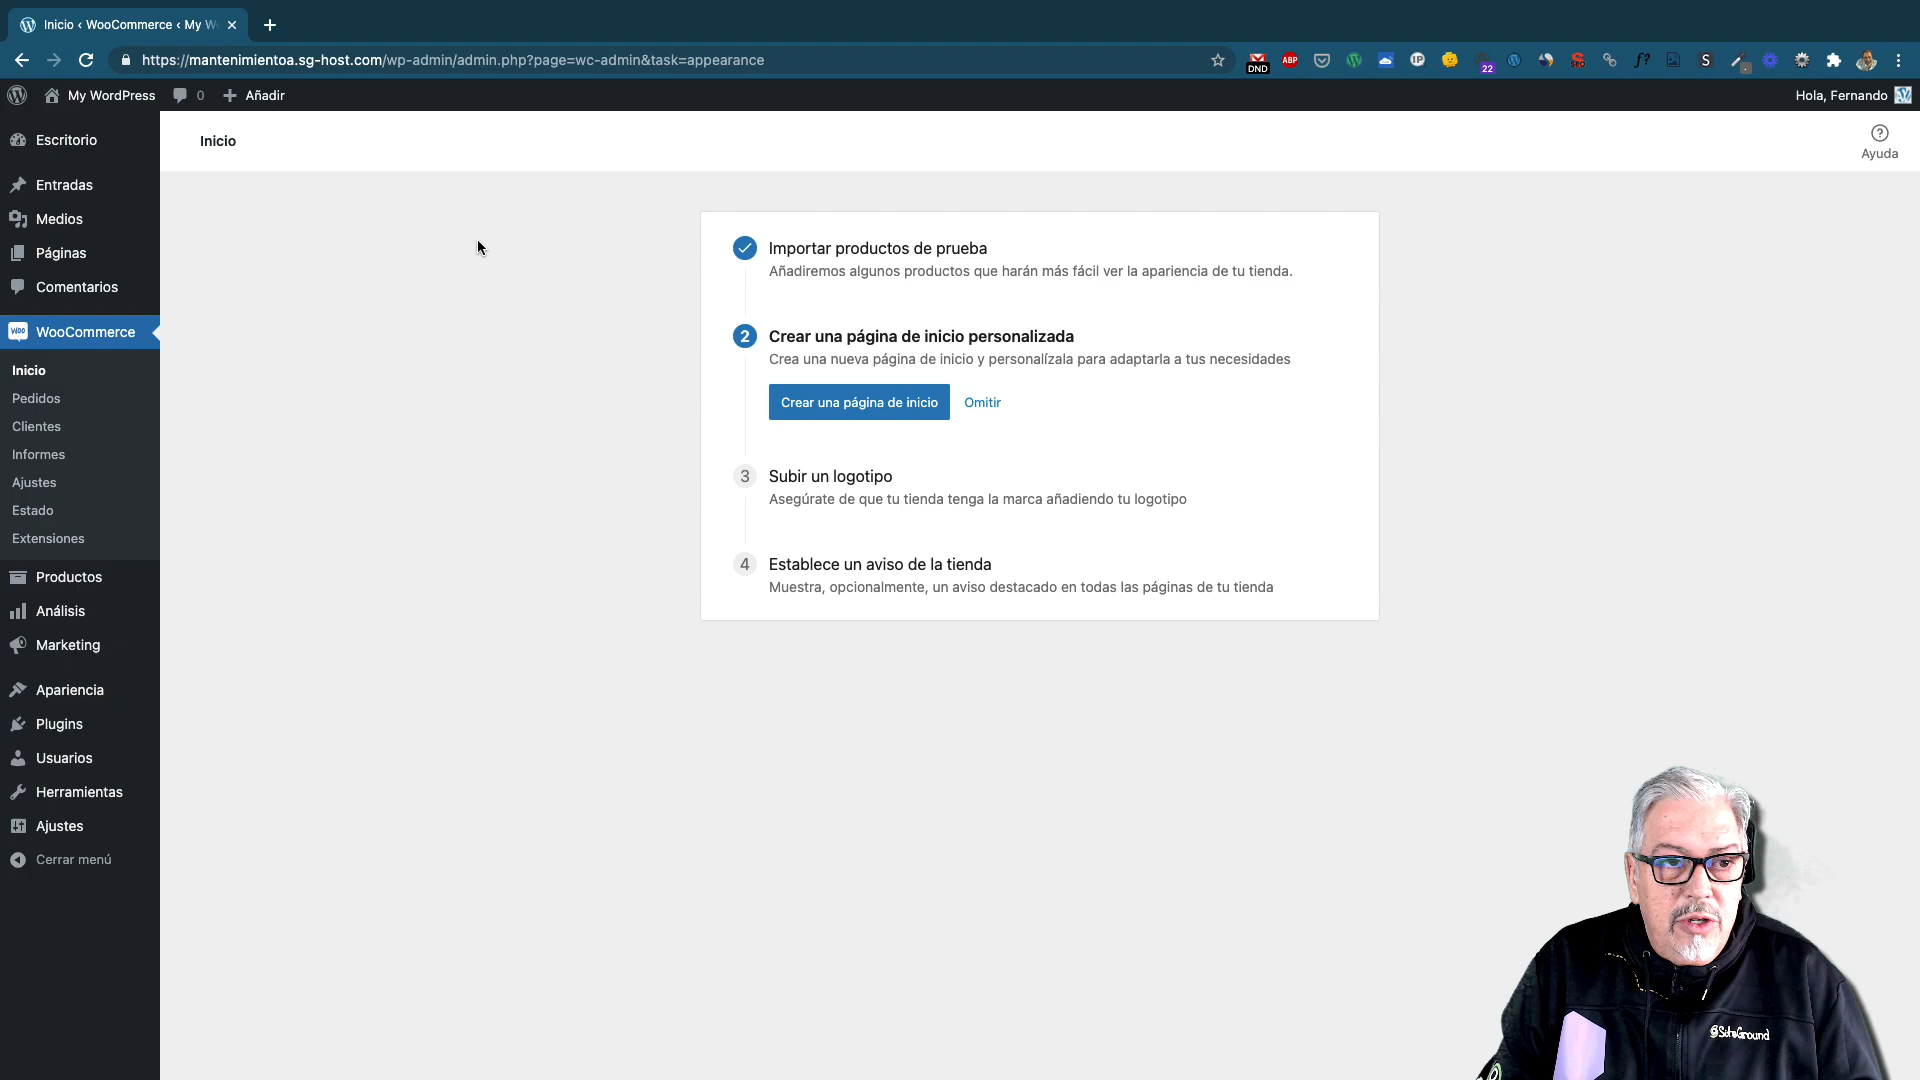 Inicio ‹ WooCommerce ‹ My W
https://mantenimientoa.sg-host.com/wp-admin/admin.php?page=wc-admin&task=appearance
DND
ABP
IP
22
SEO
f?
S
My WordPress
0
Añadir
Hola, Fernando
Escritorio
Entradas
Medios
Páginas
Comentarios
Woo
WooCommerce
Inicio
Pedidos
Clientes
Informes
Ajustes
Estado
Extensiones
Productos
Análisis
Marketing
Apariencia
Plugins
Usuarios
Herramientas
Ajustes
Cerrar menú
Inicio
Ayuda
Importar productos de prueba
Añadiremos algunos productos que harán más fácil ver la apariencia de tu tienda.
2
Crear una página de inicio personalizada
Crea una nueva página de inicio y personalízala para adaptarla a tus necesidades
Crear una página de inicio
Omitir
3
Subir un logotipo
Asegúrate de que tu tienda tenga la marca añadiendo tu logotipo
4
Establece un aviso de la tienda
Muestra, opcionalmente, un aviso destacado en todas las páginas de tu tienda
SiteGround